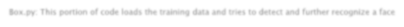 Box.py: This portion of code loads the training data and tries to detect and further recognize a face